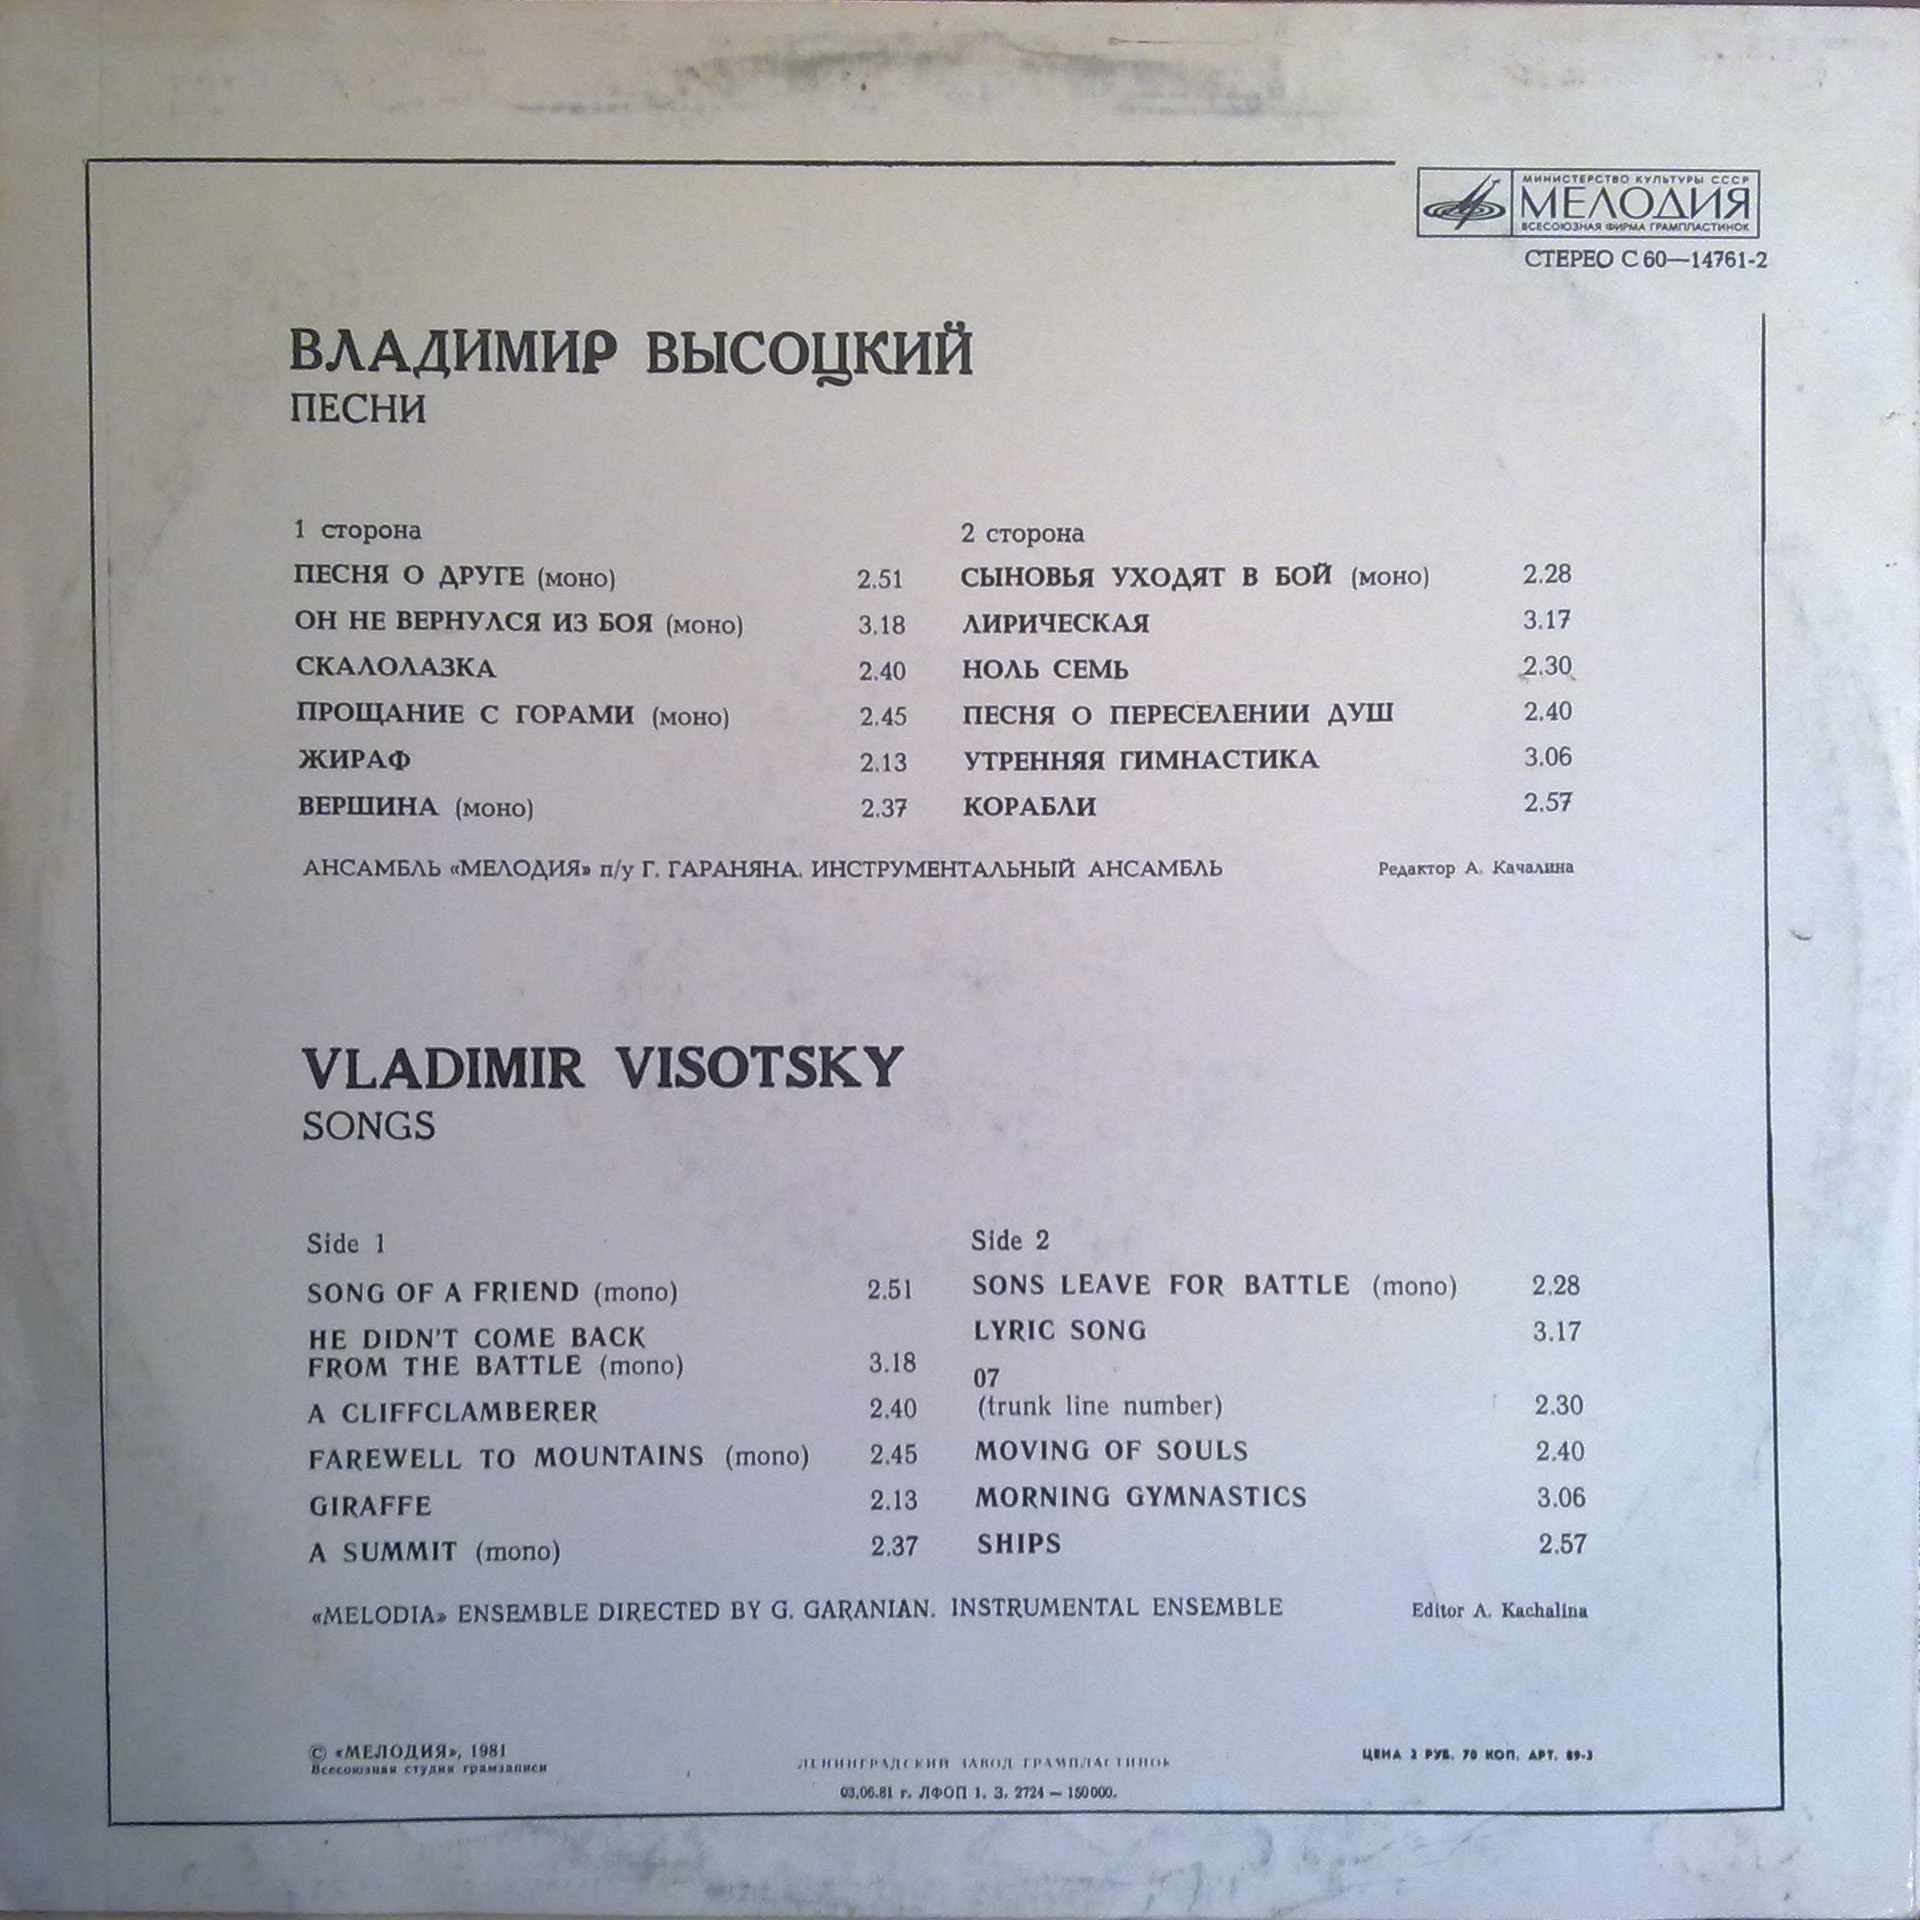 МИНИСТЕРСТВО КУЛЬТУРЫ СССР
МЕЛОДИЯ
ВСЕСОЮЗНАЯ ФИРМА ГРАМПЛАСТИНОК
СТЕРЕО С 60—14761-2
ВЛАДИМИР ВЫСОЦКИЙ
ПЕСНИ
1 сторона
ПЕСНЯ О ДРУГЕ (моно) 2.51
ОН НЕ ВЕРНУЛСЯ ИЗ БОЯ (моно) 3.18
СКАЛОЛАЗКА 2.40
ПРОЩАНИЕ С ГОРАМИ (моно) 2.45
ЖИРАФ 2.13
ВЕРШИНА (моно) 2.37
2 сторона
СЫНОВЬЯ УХОДЯТ В БОЙ (моно) 2.28
ЛИРИЧЕСКАЯ 3.17
НОЛЬ СЕМЬ 2.30
ПЕСНЯ О ПЕРЕСЕЛЕНИИ ДУШ 2.40
УТРЕННЯЯ ГИМНАСТИКА 3.06
КОРАБЛИ 2.57
АНСАМБЛЬ «МЕЛОДИЯ» п/у Г. ГАРАНЯНА. ИНСТРУМЕНТАЛЬНЫЙ АНСАМБЛЬ
Редактор А. Качалина
VLADIMIR VISOTSKY
SONGS
Side 1
SONG OF A FRIEND (mono) 2.51
HE DIDN'T COME BACK
FROM THE BATTLE (mono) 3.18
A CLIFFCLAMBERER 2.40
FAREWELL TO MOUNTAINS (mono) 2.45
GIRAFFE 2.13
A SUMMIT (mono) 2.37
Side 2
SONS LEAVE FOR BATTLE (mono) 2.28
LYRIC SONG 3.17
07
(trunk line number) 2.30
MOVING OF SOULS 2.40
MORNING GYMNASTICS 3.06
SHIPS 2.57
«MELODIA» ENSEMBLE DIRECTED BY G. GARANIAN. INSTRUMENTAL ENSEMBLE
Editor A. Kachalina
© «МЕЛОДИЯ», 1981
Всесоюзная студия грамзаписи
ЛЕНИНГРАДСКИЙ ЗАВОД ГРАМПЛАСТИНОК
03.06.81 г. ЛФОП 1. З. 2724 — 150000.
ЦЕНА 2 РУБ. 70 КОП. АРТ. 89-3